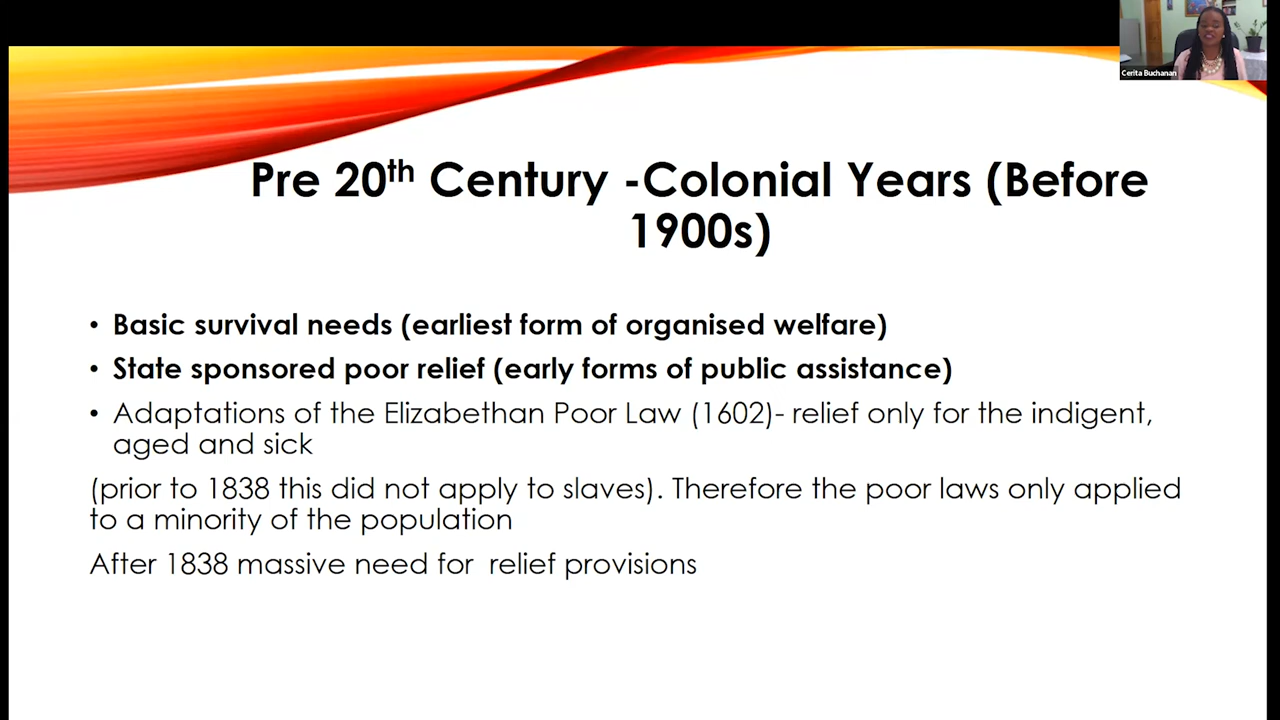 Cerita Buchanan
Pre 20th Century -Colonial Years (Before
1900s)
• Basic survival needs (earliest form of organised welfare)
• State sponsored poor relief (early forms of public assistance)
• Adaptations of the Elizabethan Poor Law (1602)- relief only for the indigent,
aged and sick
(prior to 1838 this did not apply to slaves). Therefore the poor laws only applied
to a minority of the population
After 1838 massive need for  relief provisions